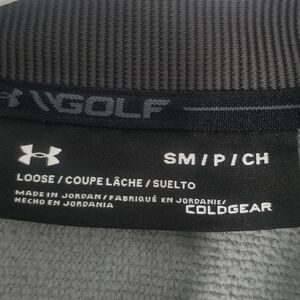 GOLF
SM / P / CH
LOOSE / COUPE LÂCHE / SUELTO
MADE IN JORDAN / FABRIQUÉ EN JORDANIE/
HECHO EN JORDANIA
COLDGEAR